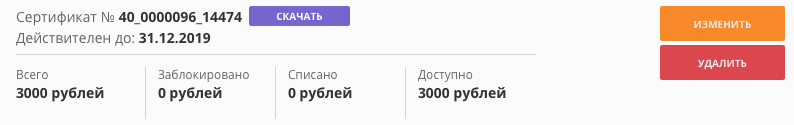 Сертификат № 40_0000096_14474 СКАЧАТЬ
Действителен до: 31.12.2019
ИЗМЕНИТЬ
УДАЛИТЬ
Всего Заблокировано Списано Доступно
3000 рублей 0 рублей 0 рублей 3000 рублей